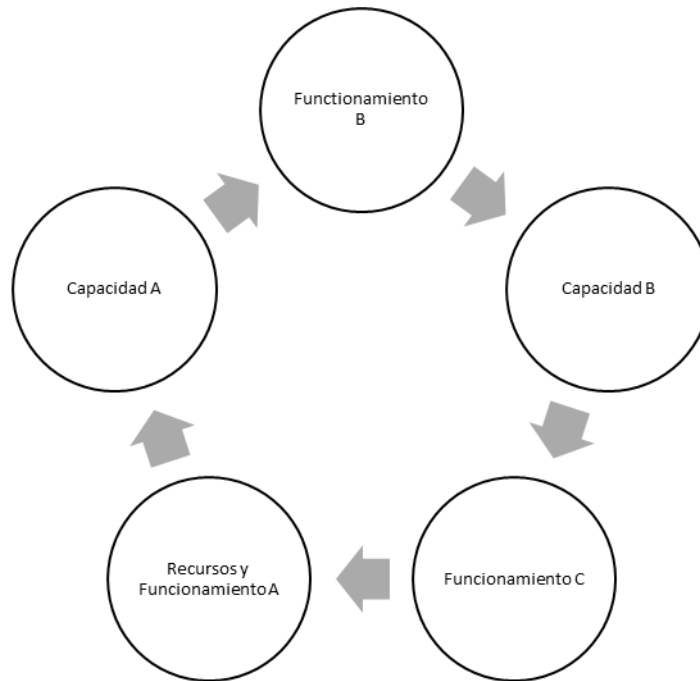 Functionamiento
B
Capacidad A
Capacidad B
Recursos y
Funcionamiento A
Funcionamiento C